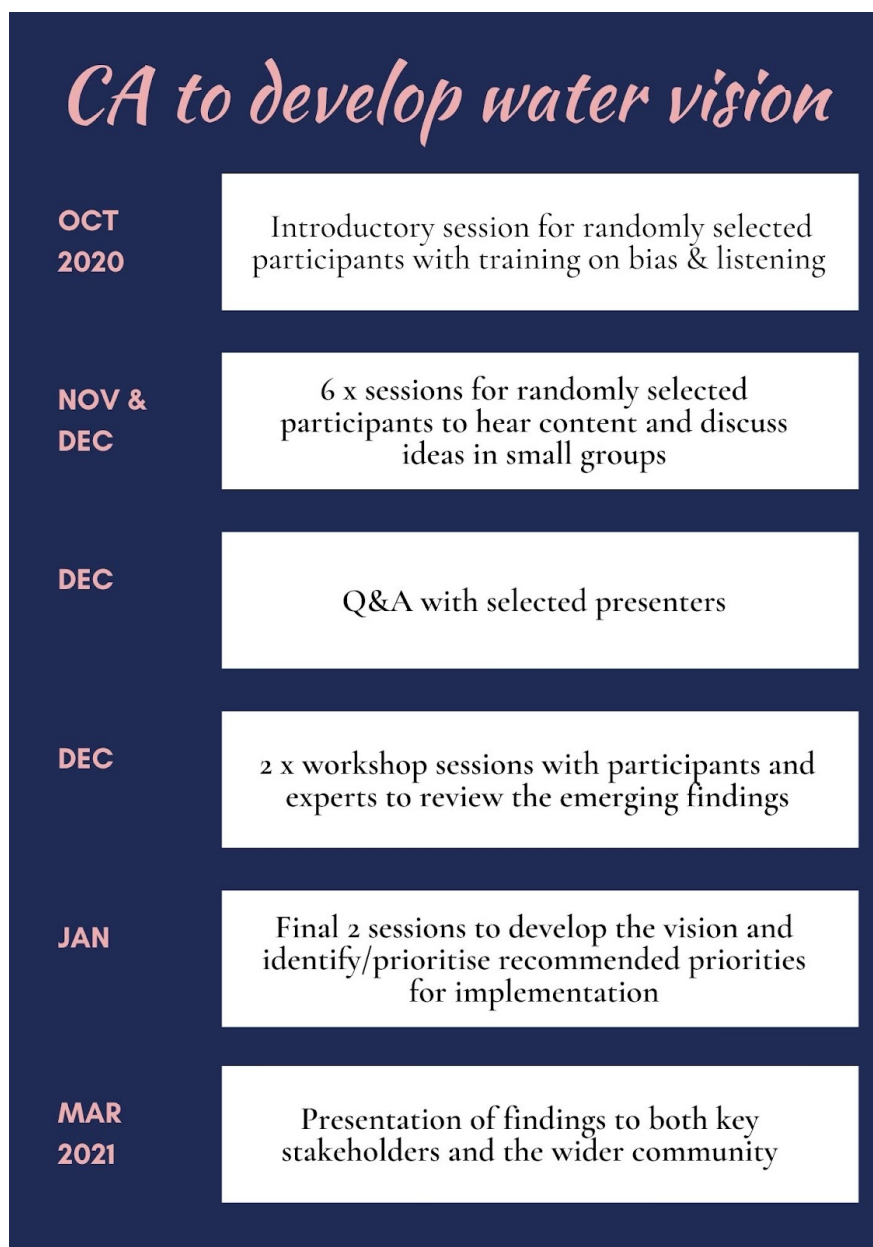 CA to develop water vision
OCT
2020
Introductory session for randomly selected
participants with training on bias & listening
NOV &
DEC
6 x sessions for randomly selected
participants to hear content and discuss
ideas in small groups
DEC
Q&A with selected presenters
DEC
2 x workshop sessions with participants and
experts to review the emerging findings
JAN
Final 2 sessions to develop the vision and
identify/prioritise recommended priorities
for implementation
MAR
2021
Presentation of findings to both key
stakeholders and the wider community